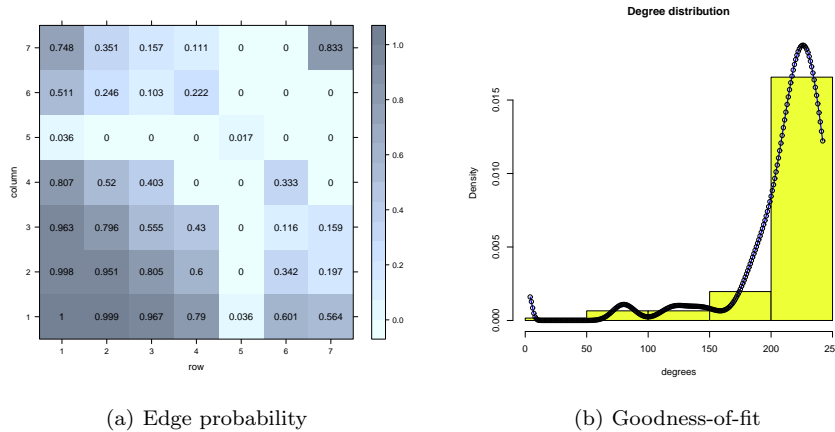 column
7 0.748 0.351 0.157 0.111 0 0 0.833
6 0.511 0.246 0.103 0.222 0 0 0
5 0.036 0 0 0 0.017 0 0
4 0.807 0.52 0.403 0 0 0.333 0
3 0.963 0.796 0.555 0.43 0 0.116 0.159
2 0.998 0.951 0.805 0.6 0 0.342 0.197
1 1 0.999 0.967 0.79 0.036 0.601 0.564
1 2 3 4 5 6 7
row
1.0
0.8
0.6
0.4
0.2
0.0
(a) Edge probability
Degree distribution
Density
0.015
0.010
0.005
0.000
0 50 100 150 200 25
degrees
(b) Goodness-of-fit